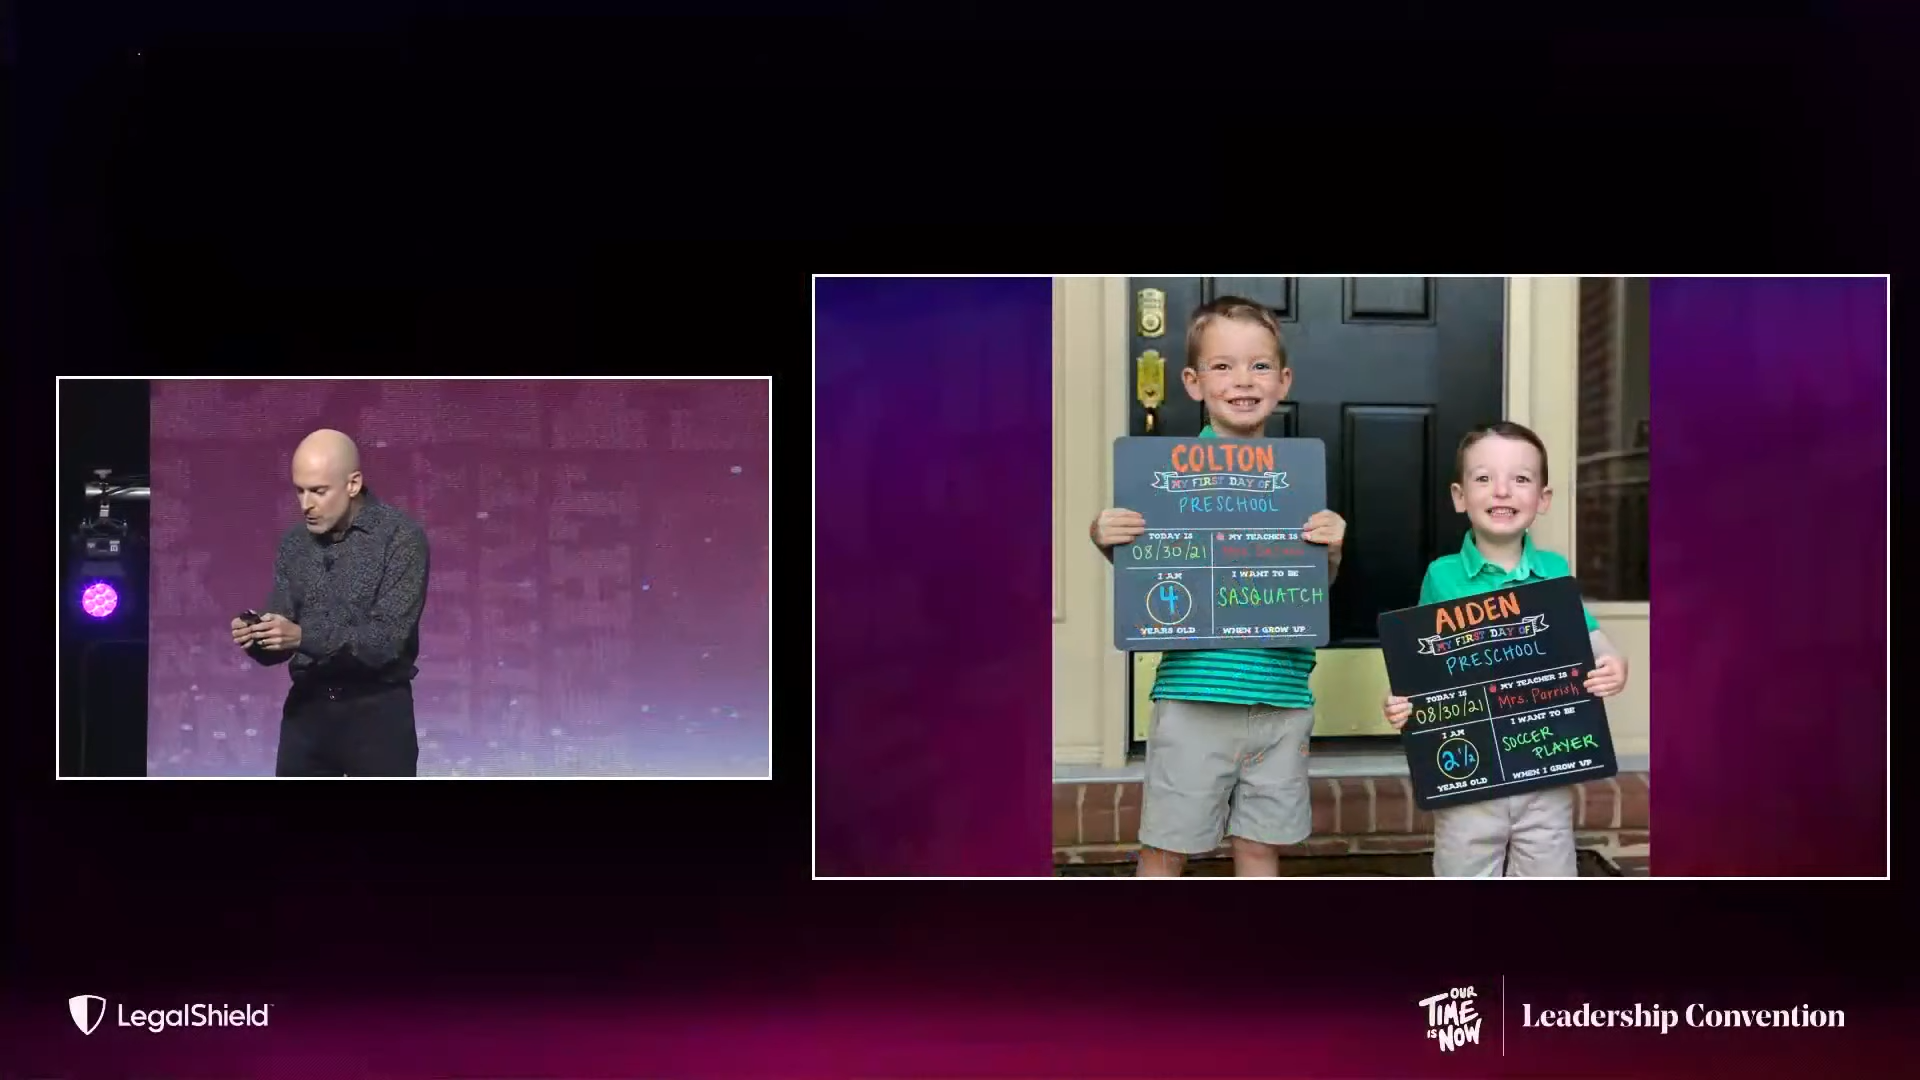 COLTON
MY FIRST DAY OF
PRESCHOOL
TODAY IS
08/30/21
MY TEACHER IS
Mrs.
I AM
4
YEARS OLD
I WANT TO BE
SASQUATCH
WHEN I GROW UP
AIDEN
MY FIRST DAY OF
PRESCHOOL
TODAY IS
08/30/21
MY TEACHER IS
Mrs. Parrish
I AM
2 1/2
YEARS OLD
I WANT TO BE
SOCCER
PLAYER
WHEN I GROW UP
LegalShield
OUR
TIME
IS
NOW
Leadership Convention